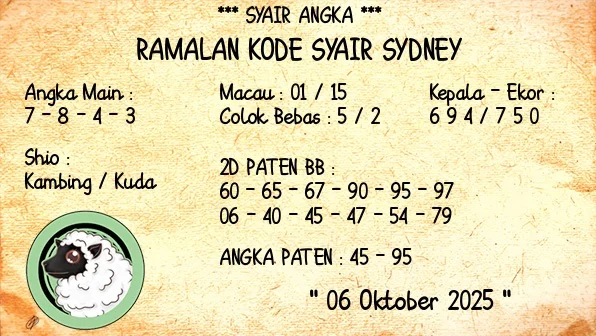 *** SYAIR ANGKA ***
RAMALAN KODE SYAIR SYDNEY
Angka Main :
7 - 8 - 4 - 3
Macau : 01 / 15
Colok Bebas : 5 / 2
Kepala - Ekor :
6 9 4 / 7 5 0
Shio :
Kambing / Kuda
2D PATEN BB :
60 - 65 - 67 - 90 - 95 - 97
06 - 40 - 45 - 47 - 54 - 79
ANGKA PATEN : 45 - 95
" 06 Oktober 2025 "